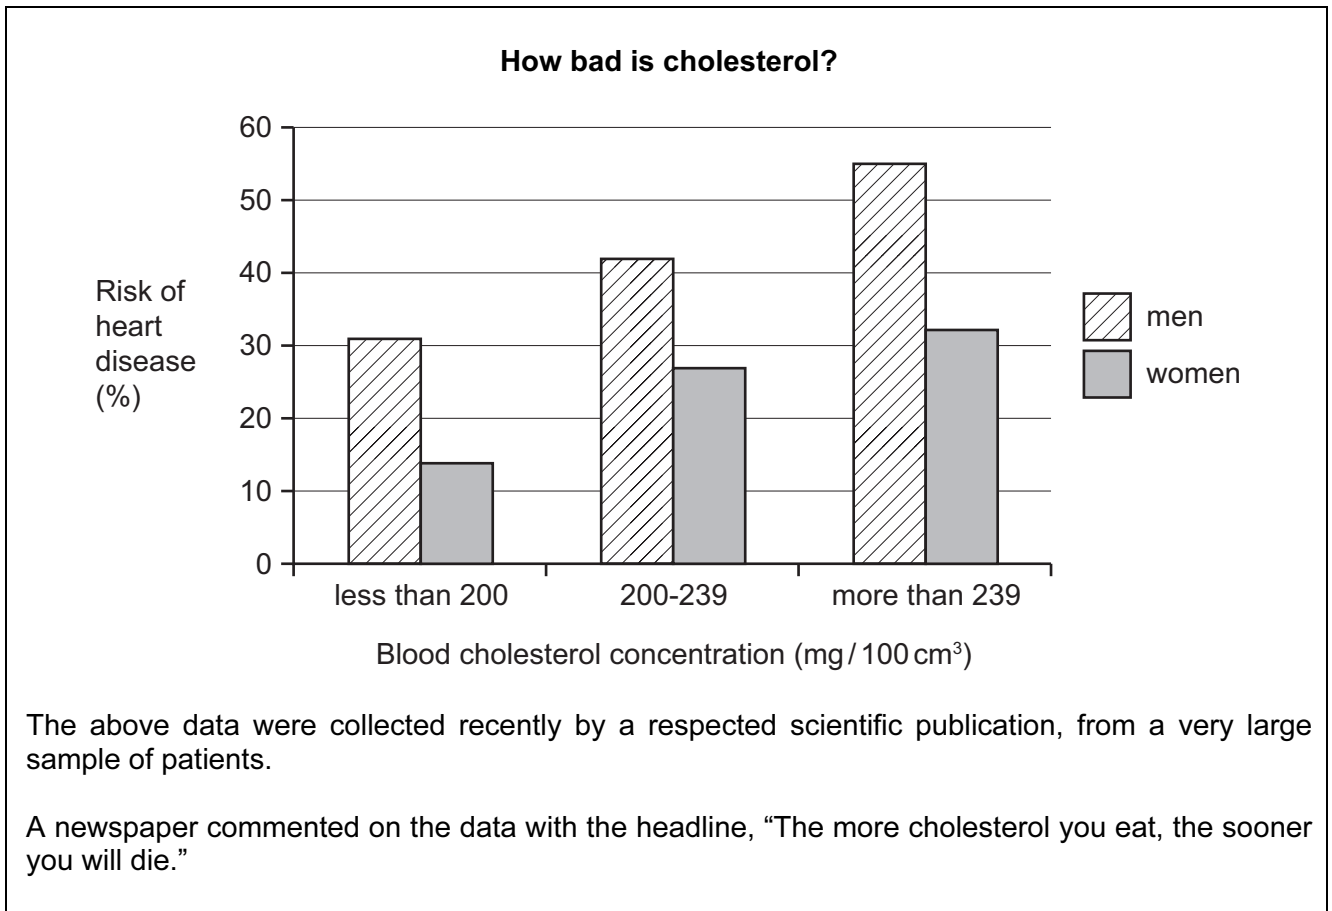 How bad is cholesterol?
60
50
40
30
20
10
0
Risk of
heart
disease
(%)
men
women
less than 200
200-239
more than 239
Blood cholesterol concentration (mg / 100 cm³)
The above data were collected recently by a respected scientific publication, from a very large
sample of patients.
A newspaper commented on the data with the headline, “The more cholesterol you eat, the sooner
you will die.”